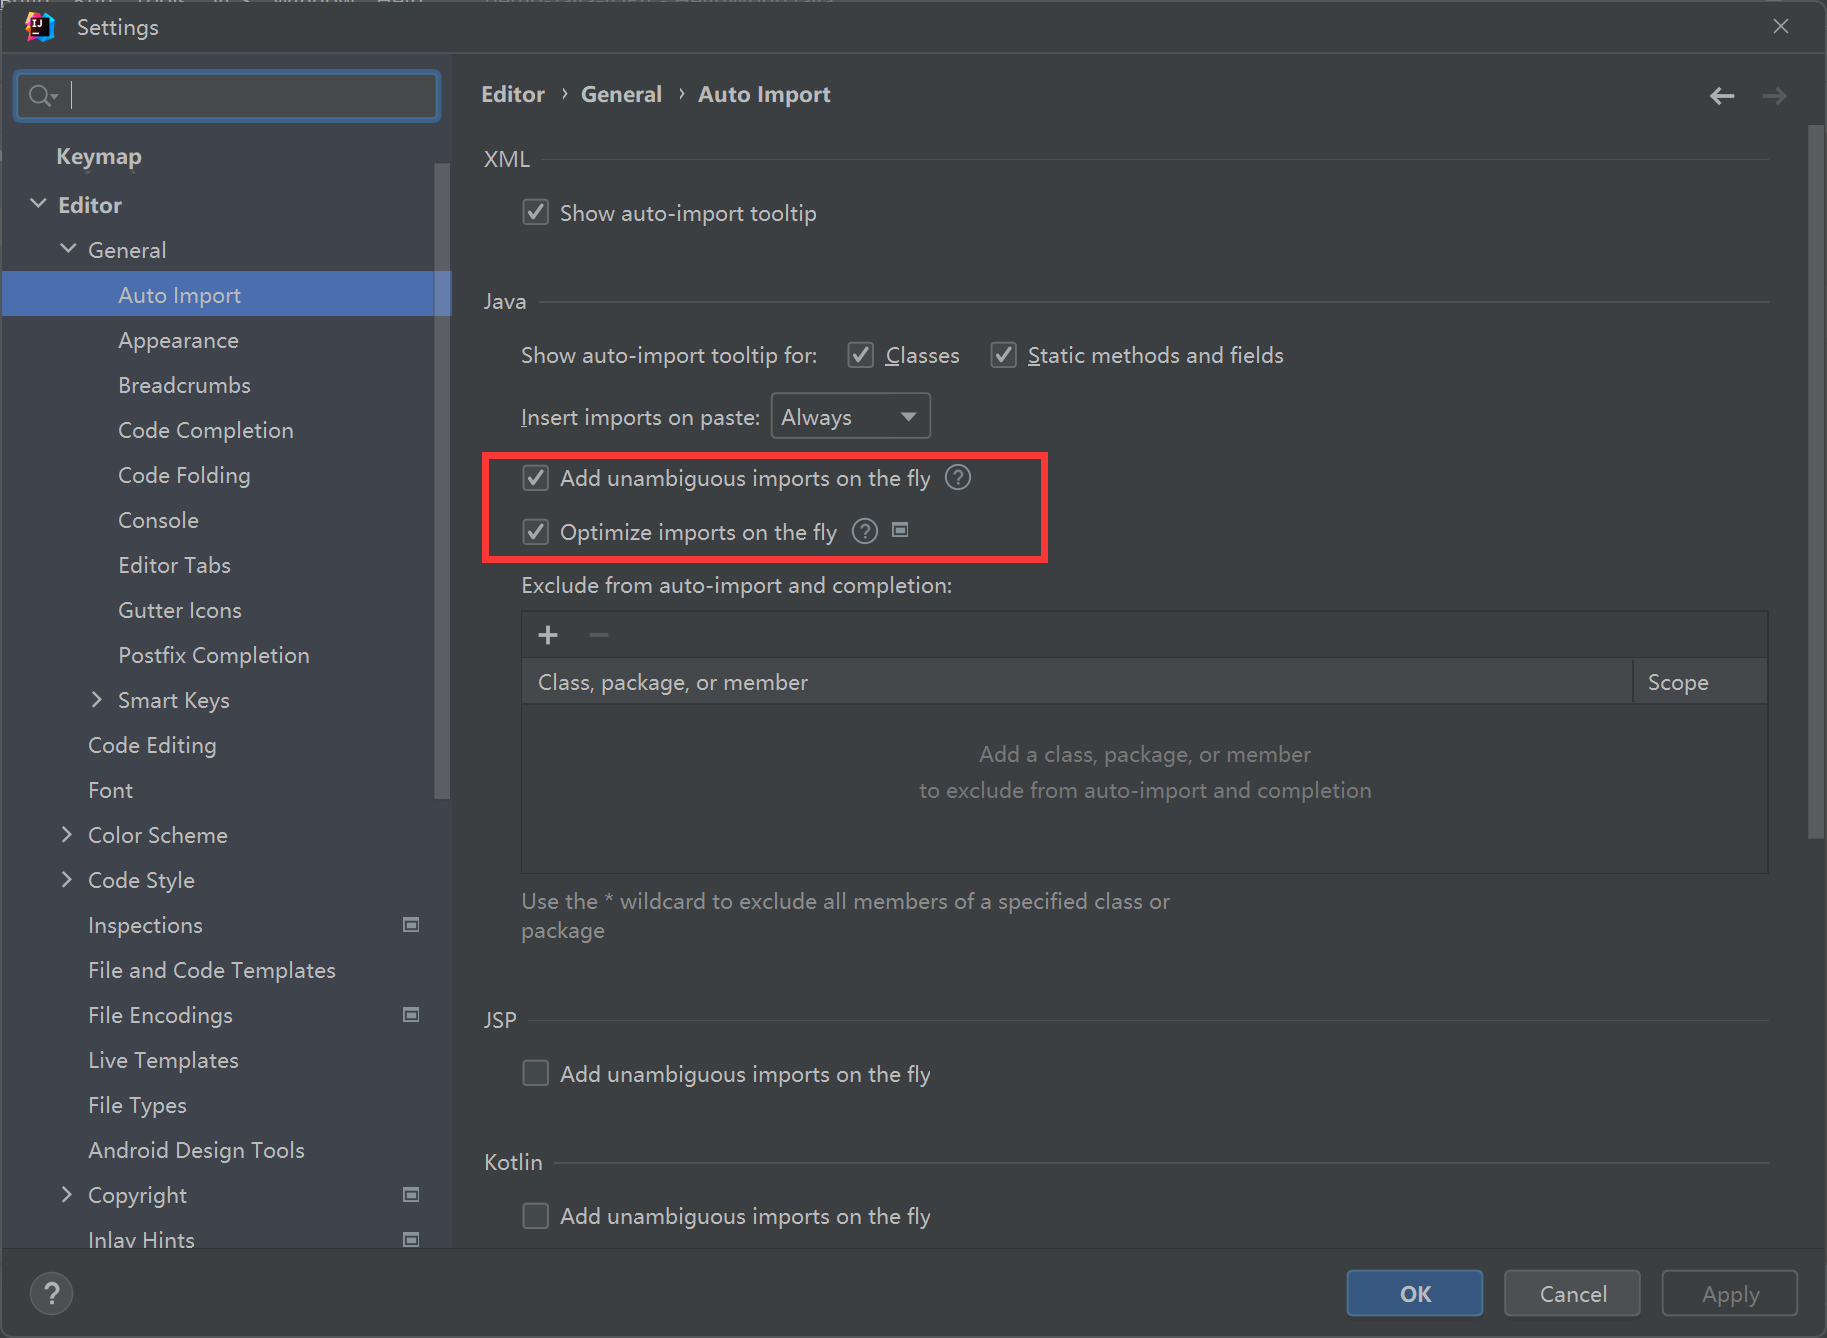 Settings
Keymap
Editor
General
Auto Import
Appearance
Breadcrumbs
Code Completion
Code Folding
Console
Editor Tabs
Gutter Icons
Postfix Completion
Smart Keys
Code Editing
Font
Color Scheme
Code Style
Inspections
File and Code Templates
File Encodings
Live Templates
File Types
Android Design Tools
Copyright
Inlay Hints
Editor › General › Auto Import
XML
Show auto-import tooltip
Java
Show auto-import tooltip for: Classes Static methods and fields
Insert imports on paste: Always
Add unambiguous imports on the fly ?
Optimize imports on the fly ?
Exclude from auto-import and completion:
Class, package, or member Scope
Add a class, package, or member
to exclude from auto-import and completion
Use the * wildcard to exclude all members of a specified class or
package
JSP
Add unambiguous imports on the fly
Kotlin
Add unambiguous imports on the fly
? OK Cancel Apply